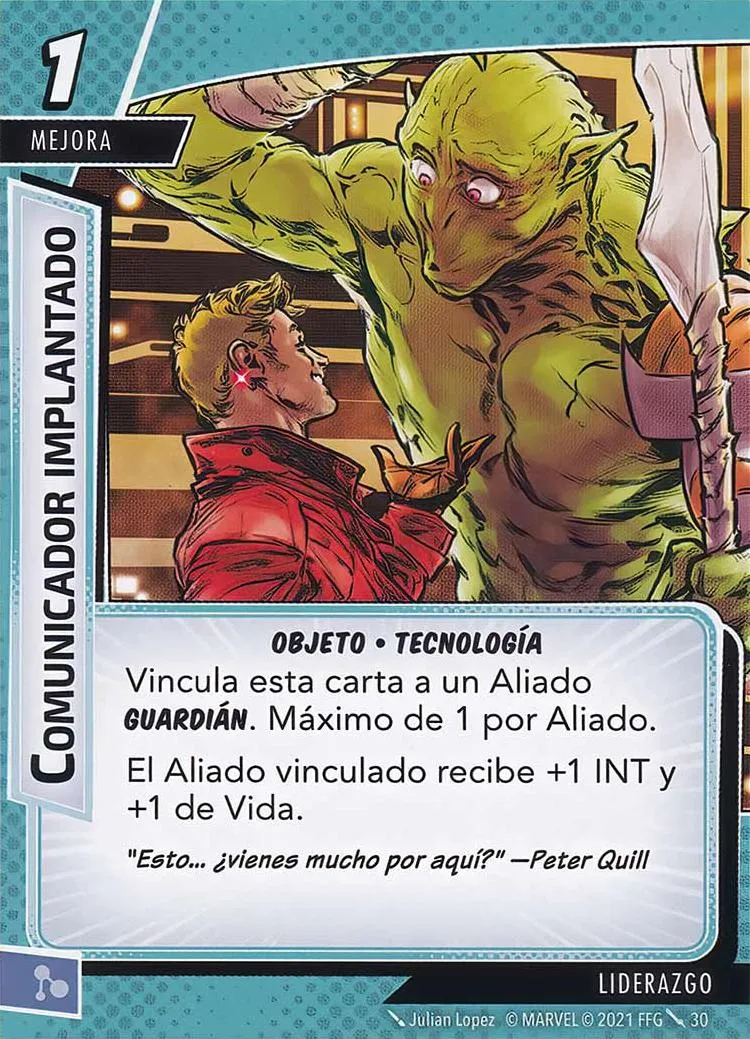 1
MEJORA
COMUNICADOR IMPLANTADO
OBJETO • TECNOLOGÍA
Vincula esta carta a un Aliado
GUARDIÁN. Máximo de 1 por Aliado.
El Aliado vinculado recibe +1 INT y
+1 de Vida.
"Esto... ¿vienes mucho por aquí?" —Peter Quill
LIDERAZGO
Julian Lopez © MARVEL © 2021 FFG 30